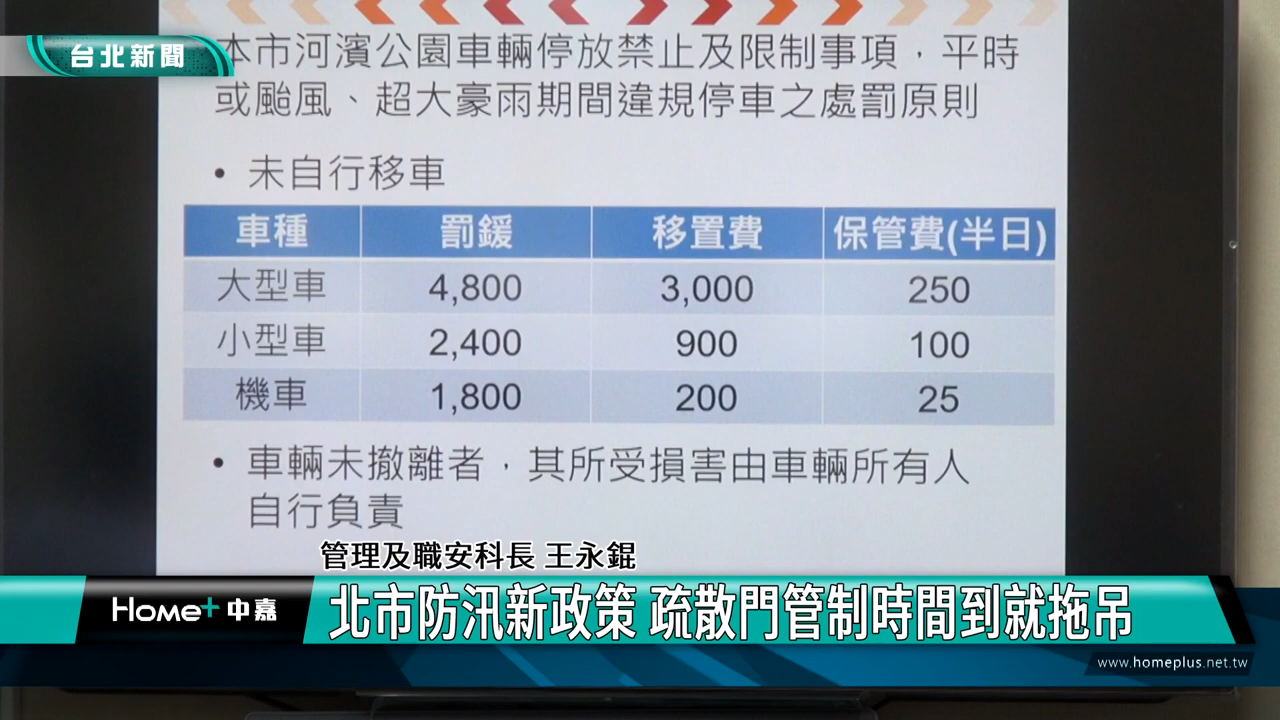 台北新聞
本市河濱公園車輛停放禁止及限制事項，平時
或颱風、超大豪雨期間違規停車之處罰原則
• 未自行移車
車種 罰鍰 移置費 保管費(半日)
大型車 4,800 3,000 250
小型車 2,400 900 100
機車 1,800 200 25
• 車輛未撤離者，其所受損害由車輛所有人
自行負責
管理及職安科長 王永錕
Home+中嘉
北市防汛新政策 疏散門管制時間到就拖吊
www.homeplus.net.tw